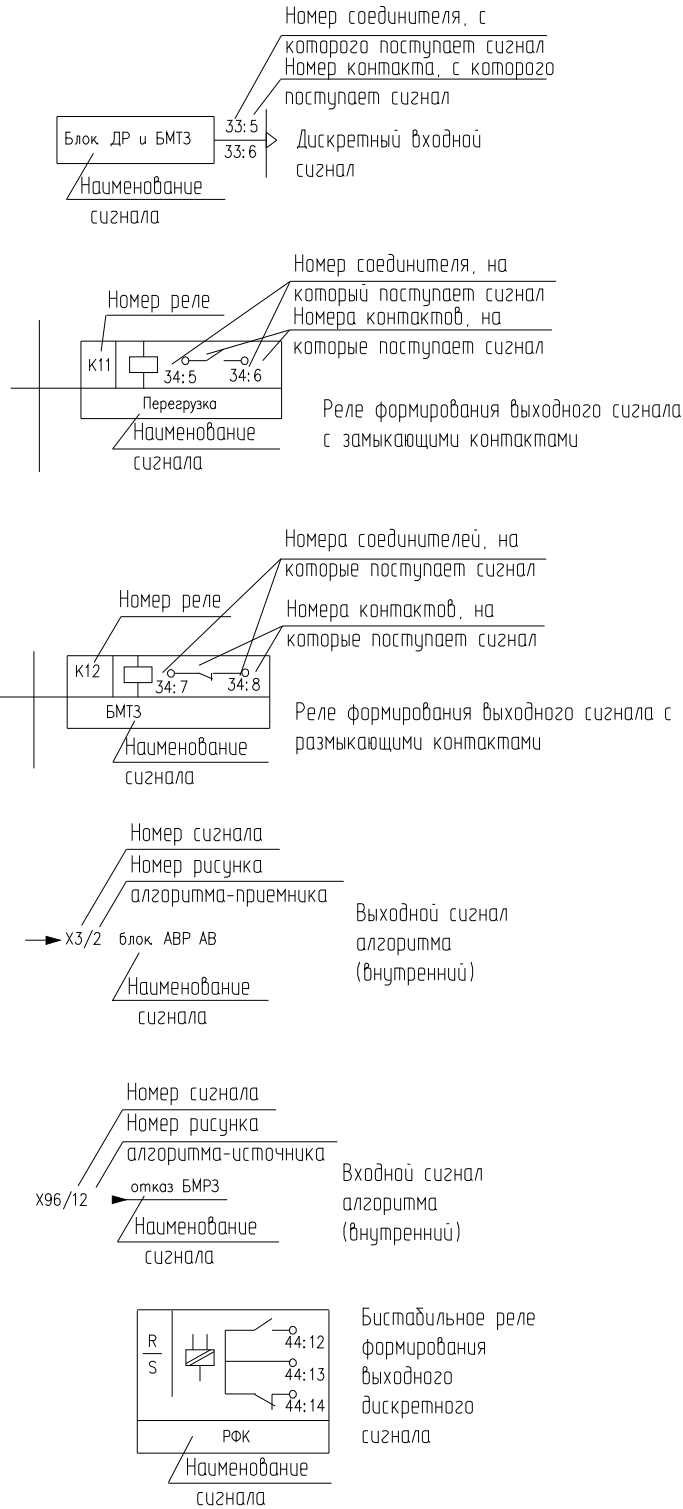 Номер соединителя, с
которого поступает сигнал
Номер контакта, с которого
поступает сигнал
33:5
Блок. ДР и БМТЗ
33:6
Дискретный входной
сигнал
Наименование
сигнала
Номер соединителя, на
который поступает сигнал
Номер реле
Номера контактов, на
которые поступает сигнал
К11
34:5
34:6
Перегрузка
Реле формирования выходного сигнала
с замыкающими контактами
Наименование
сигнала
Номера соединителей, на
которые поступает сигнал
Номер реле
Номера контактов, на
которые поступает сигнал
К12
34:7
34:8
БМТЗ
Реле формирования выходного сигнала с
размыкающими контактами
Наименование
сигнала
Номер сигнала
Номер рисунка
алгоритма-приемника
Х3/2 блок. АВР АВ
Выходной сигнал
алгоритма
(внутренний)
Наименование
сигнала
Номер сигнала
Номер рисунка
алгоритма-источника
Х96/12
отказ БМРЗ
Входной сигнал
алгоритма
(внутренний)
Наименование
сигнала
R
S
44:12
44:13
44:14
РФК
Бистабильное реле
формирования
выходного
дискретного
сигнала
Наименование
сигнала